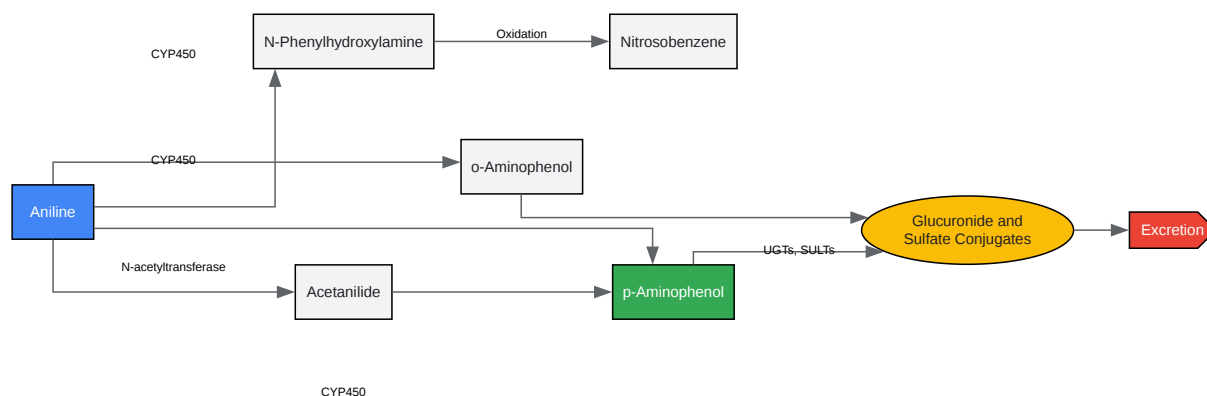 CYP450
N-Phenylhydroxylamine
Oxidation
Nitrosobenzene
CYP450
o-Aminophenol
Aniline
Glucuronide and
Sulfate Conjugates
Excretion
UGTs, SULTs
N-acetyltransferase
Acetanilide
p-Aminophenol
CYP450